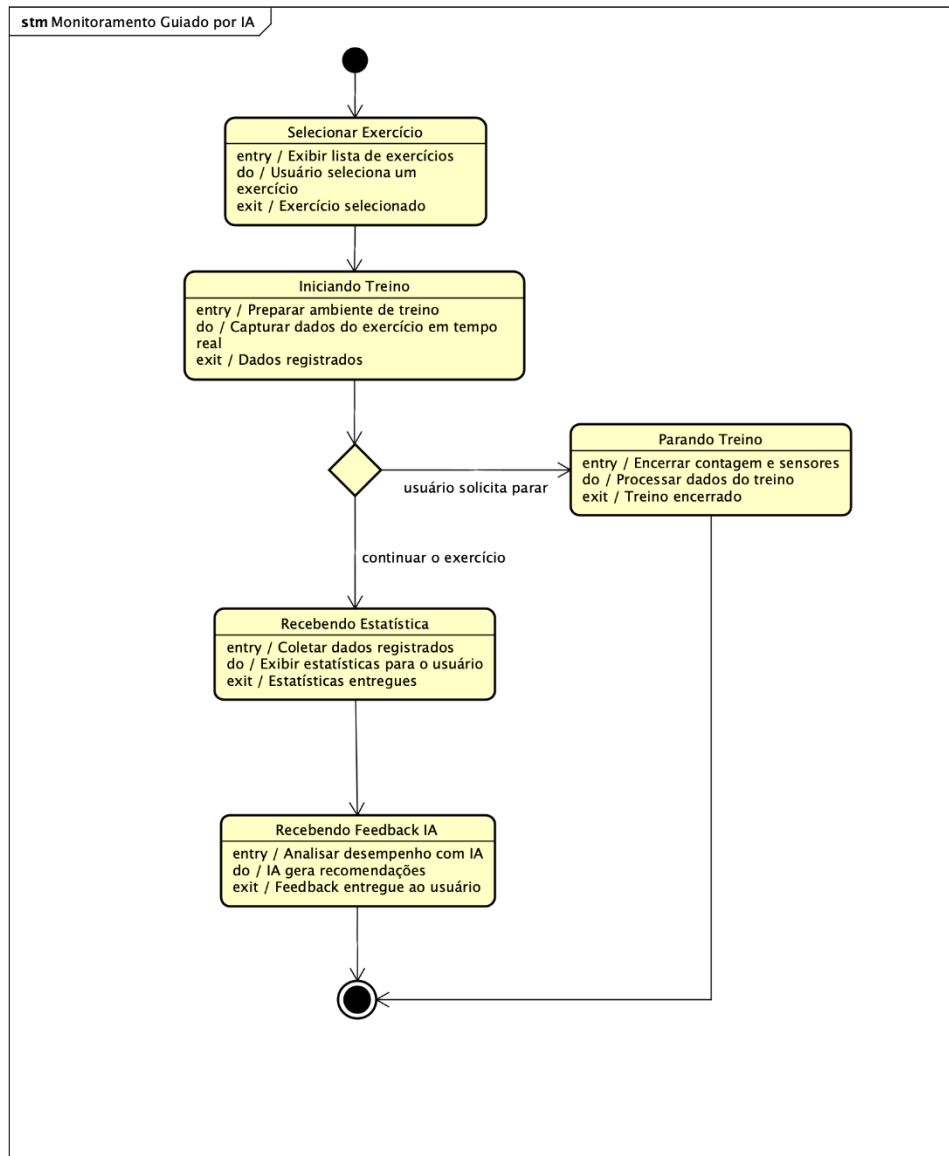 stm Monitoramento Guiado por IA
Selecionar Exercício
entry / Exibir lista de exercícios
do / Usuário seleciona um
exercício
exit / Exercício selecionado
Iniciando Treino
entry / Preparar ambiente de treino
do / Capturar dados do exercício em tempo
real
exit / Dados registrados
Parando Treino
entry / Encerrar contagem e sensores
do / Processar dados do treino
exit / Treino encerrado
usuário solicita parar
continuar o exercício
Recebendo Estatística
entry / Coletar dados registrados
do / Exibir estatísticas para o usuário
exit / Estatísticas entregues
Recebendo Feedback IA
entry / Analisar desempenho com IA
do / IA gera recomendações
exit / Feedback entregue ao usuário